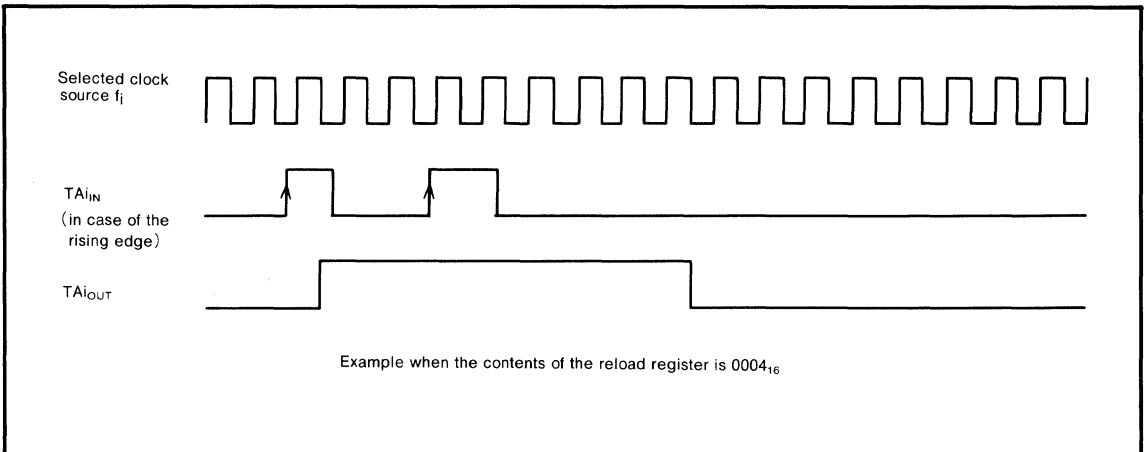 Selected clock
source fi
TAiIN
(in case of the
rising edge)
TAiOUT
Example when the contents of the reload register is 0004₁₆